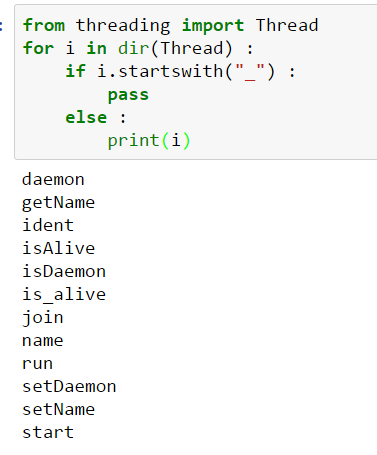 :
from threading import Thread
for i in dir(Thread) :
    if i.startswith("_") :
        pass
    else :
        print(i)
daemon
getName
ident
isAlive
isDaemon
is_alive
join
name
run
setDaemon
setName
start